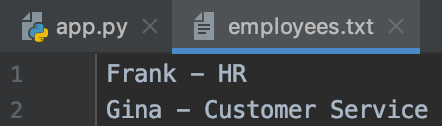 app.py employees.txt
1 Frank - HR
2 Gina - Customer Service